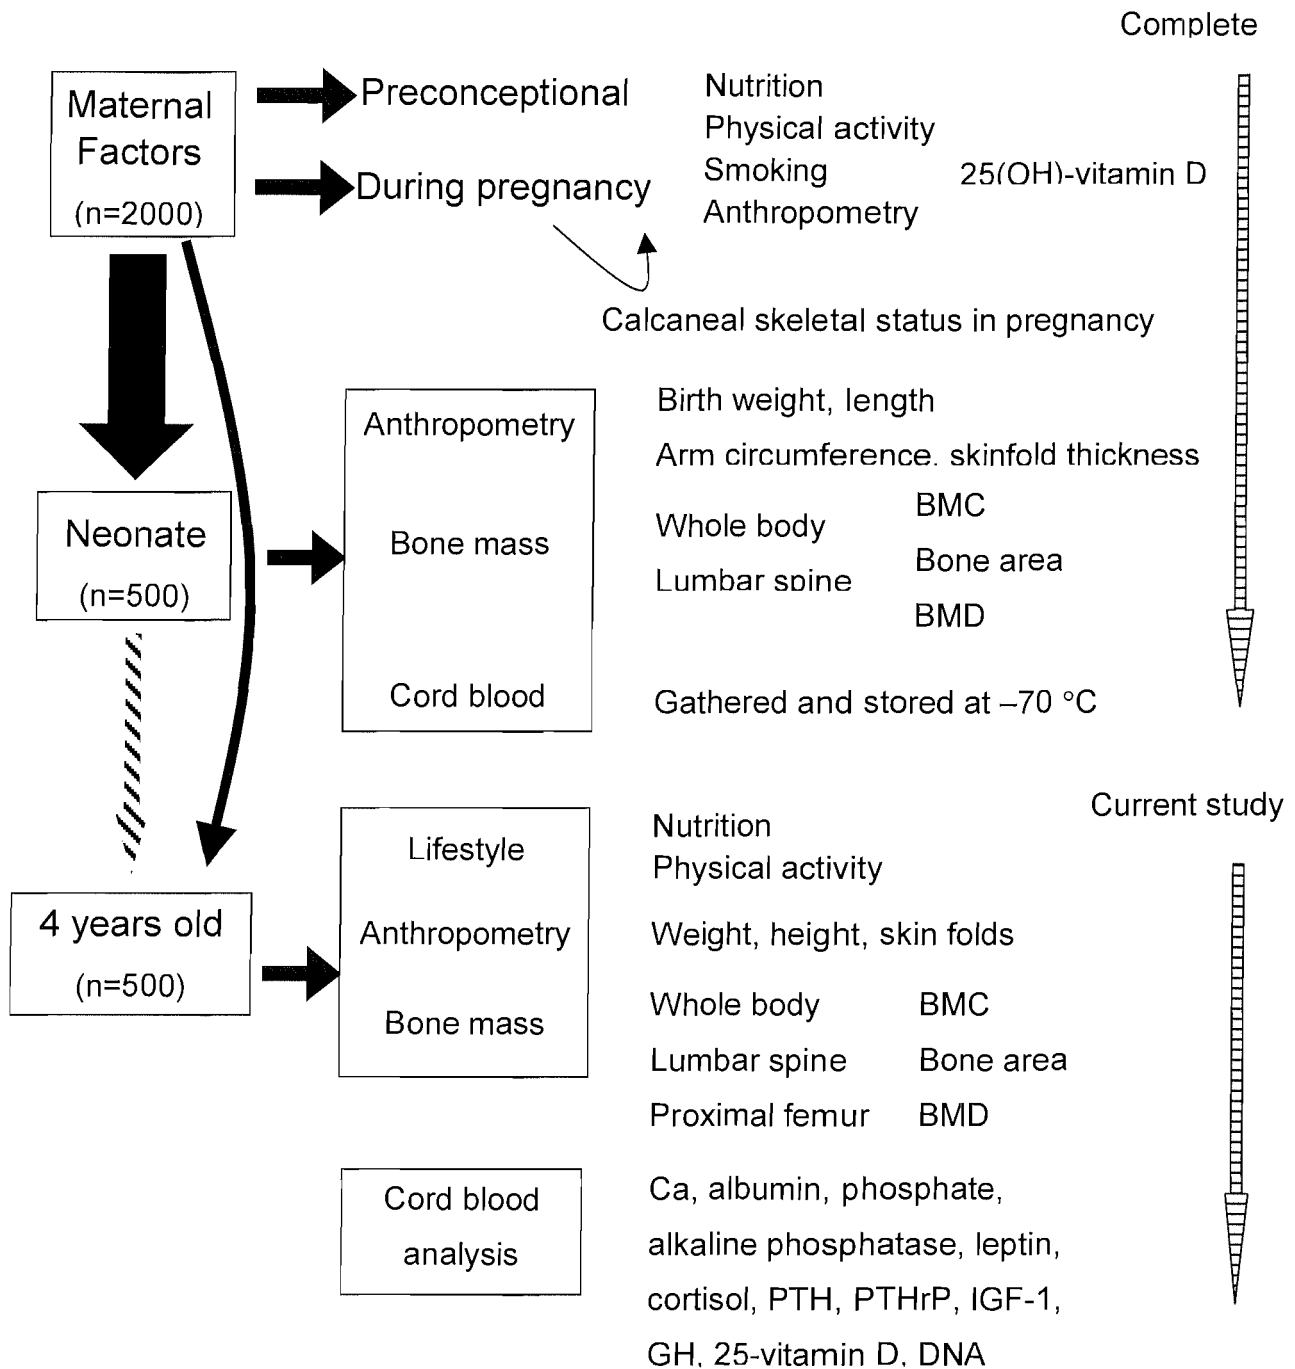 Complete
Maternal
Factors
(n=2000)
Preconceptional
During pregnancy
Nutrition
Physical activity
Smoking
Anthropometry
25(OH)-vitamin D
Calcaneal skeletal status in pregnancy
Neonate
(n=500)
Anthropometry
Bone mass
Cord blood
Birth weight, length
Arm circumference. skinfold thickness
Whole body
Lumbar spine
BMC
Bone area
BMD
Gathered and stored at –70 °C
Current study
4 years old
(n=500)
Lifestyle
Anthropometry
Bone mass
Nutrition
Physical activity
Weight, height, skin folds
Whole body BMC
Lumbar spine Bone area
Proximal femur BMD
Cord blood
analysis
Ca, albumin, phosphate,
alkaline phosphatase, leptin,
cortisol, PTH, PTHrP, IGF-1,
GH, 25-vitamin D, DNA